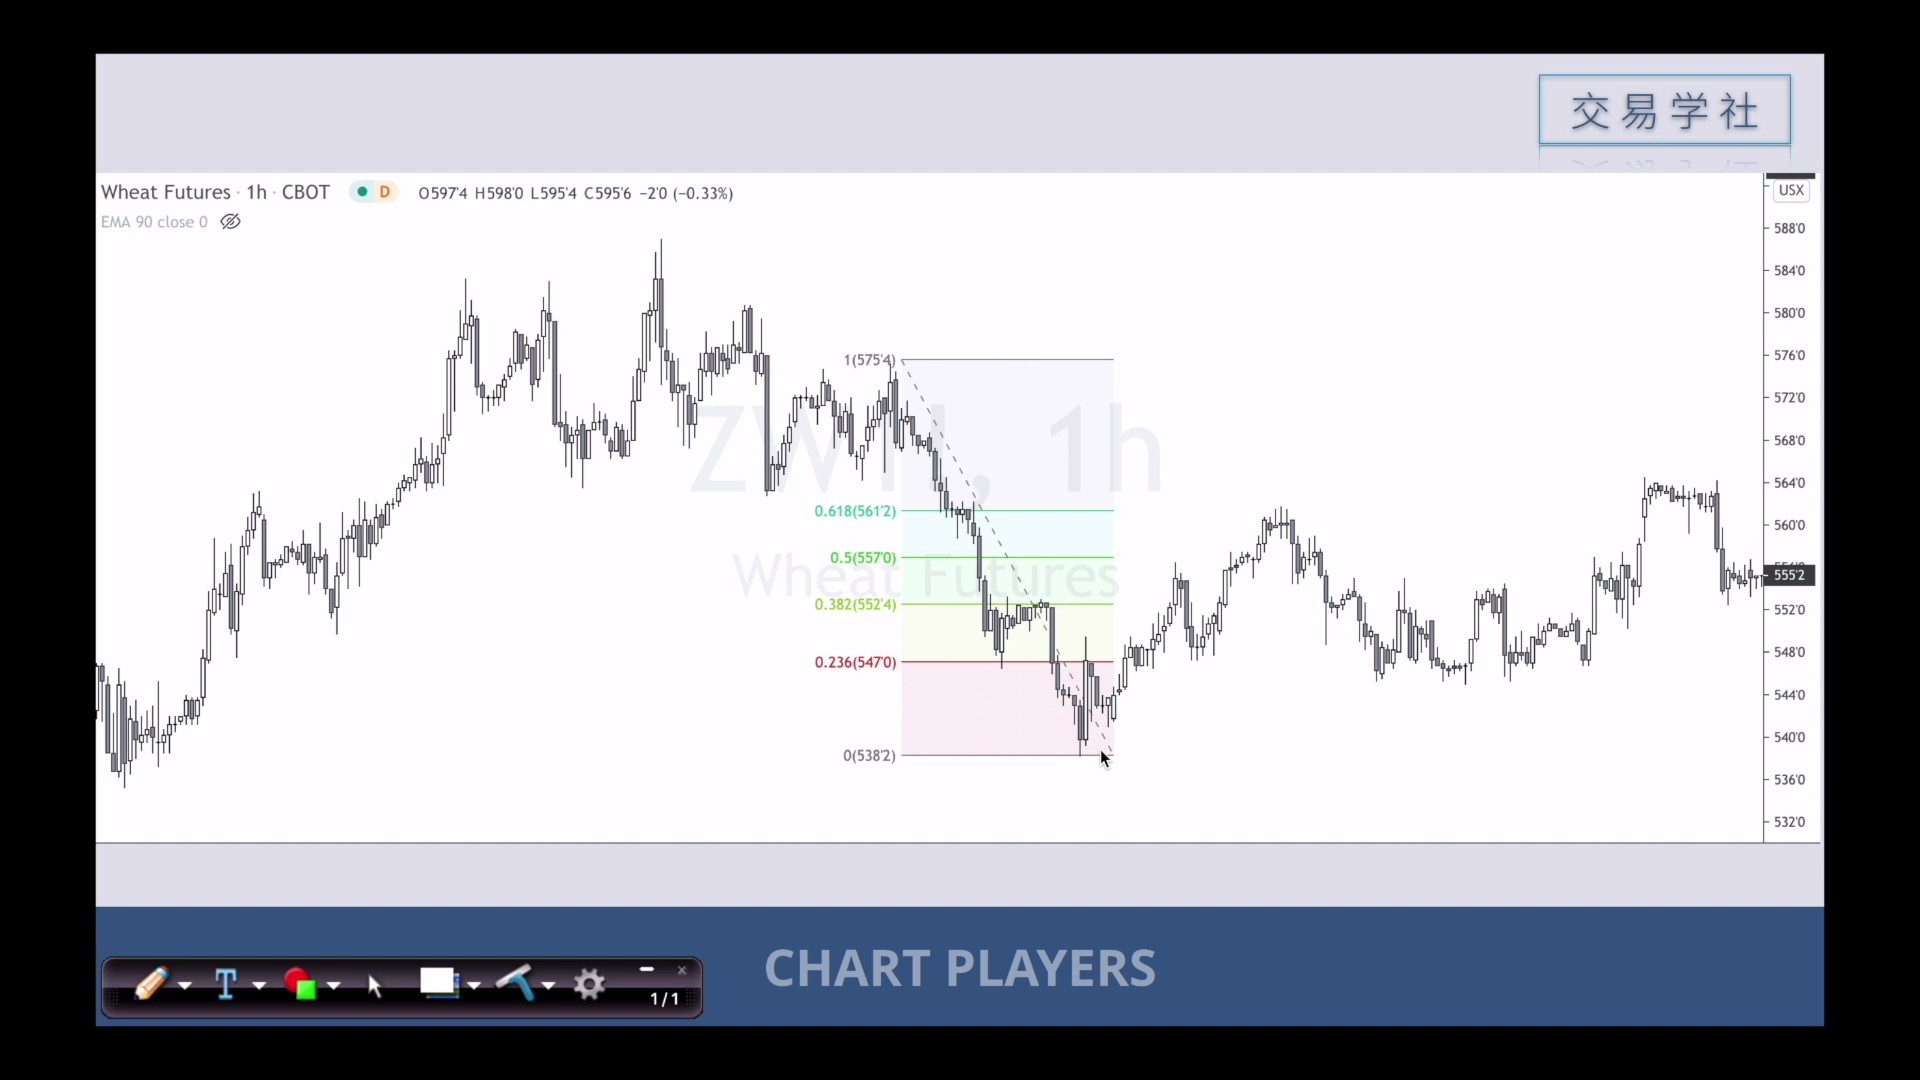 交易学社
Wheat Futures · 1h · CBOT D O597'4 H598'0 L595'4 C595'6 −2'0 (−0.33%)
USX
EMA 90 close 0
588'0
584'0
580'0
576'0
572'0
568'0
564'0
560'0
555'2
552'0
548'0
544'0
540'0
536'0
532'0
1(575'4)
0.618(561'2)
0.5(557'0)
0.382(552'4)
0.236(547'0)
0(538'2)
1h
Wheat Futures
CHART PLAYERS
T
1/1